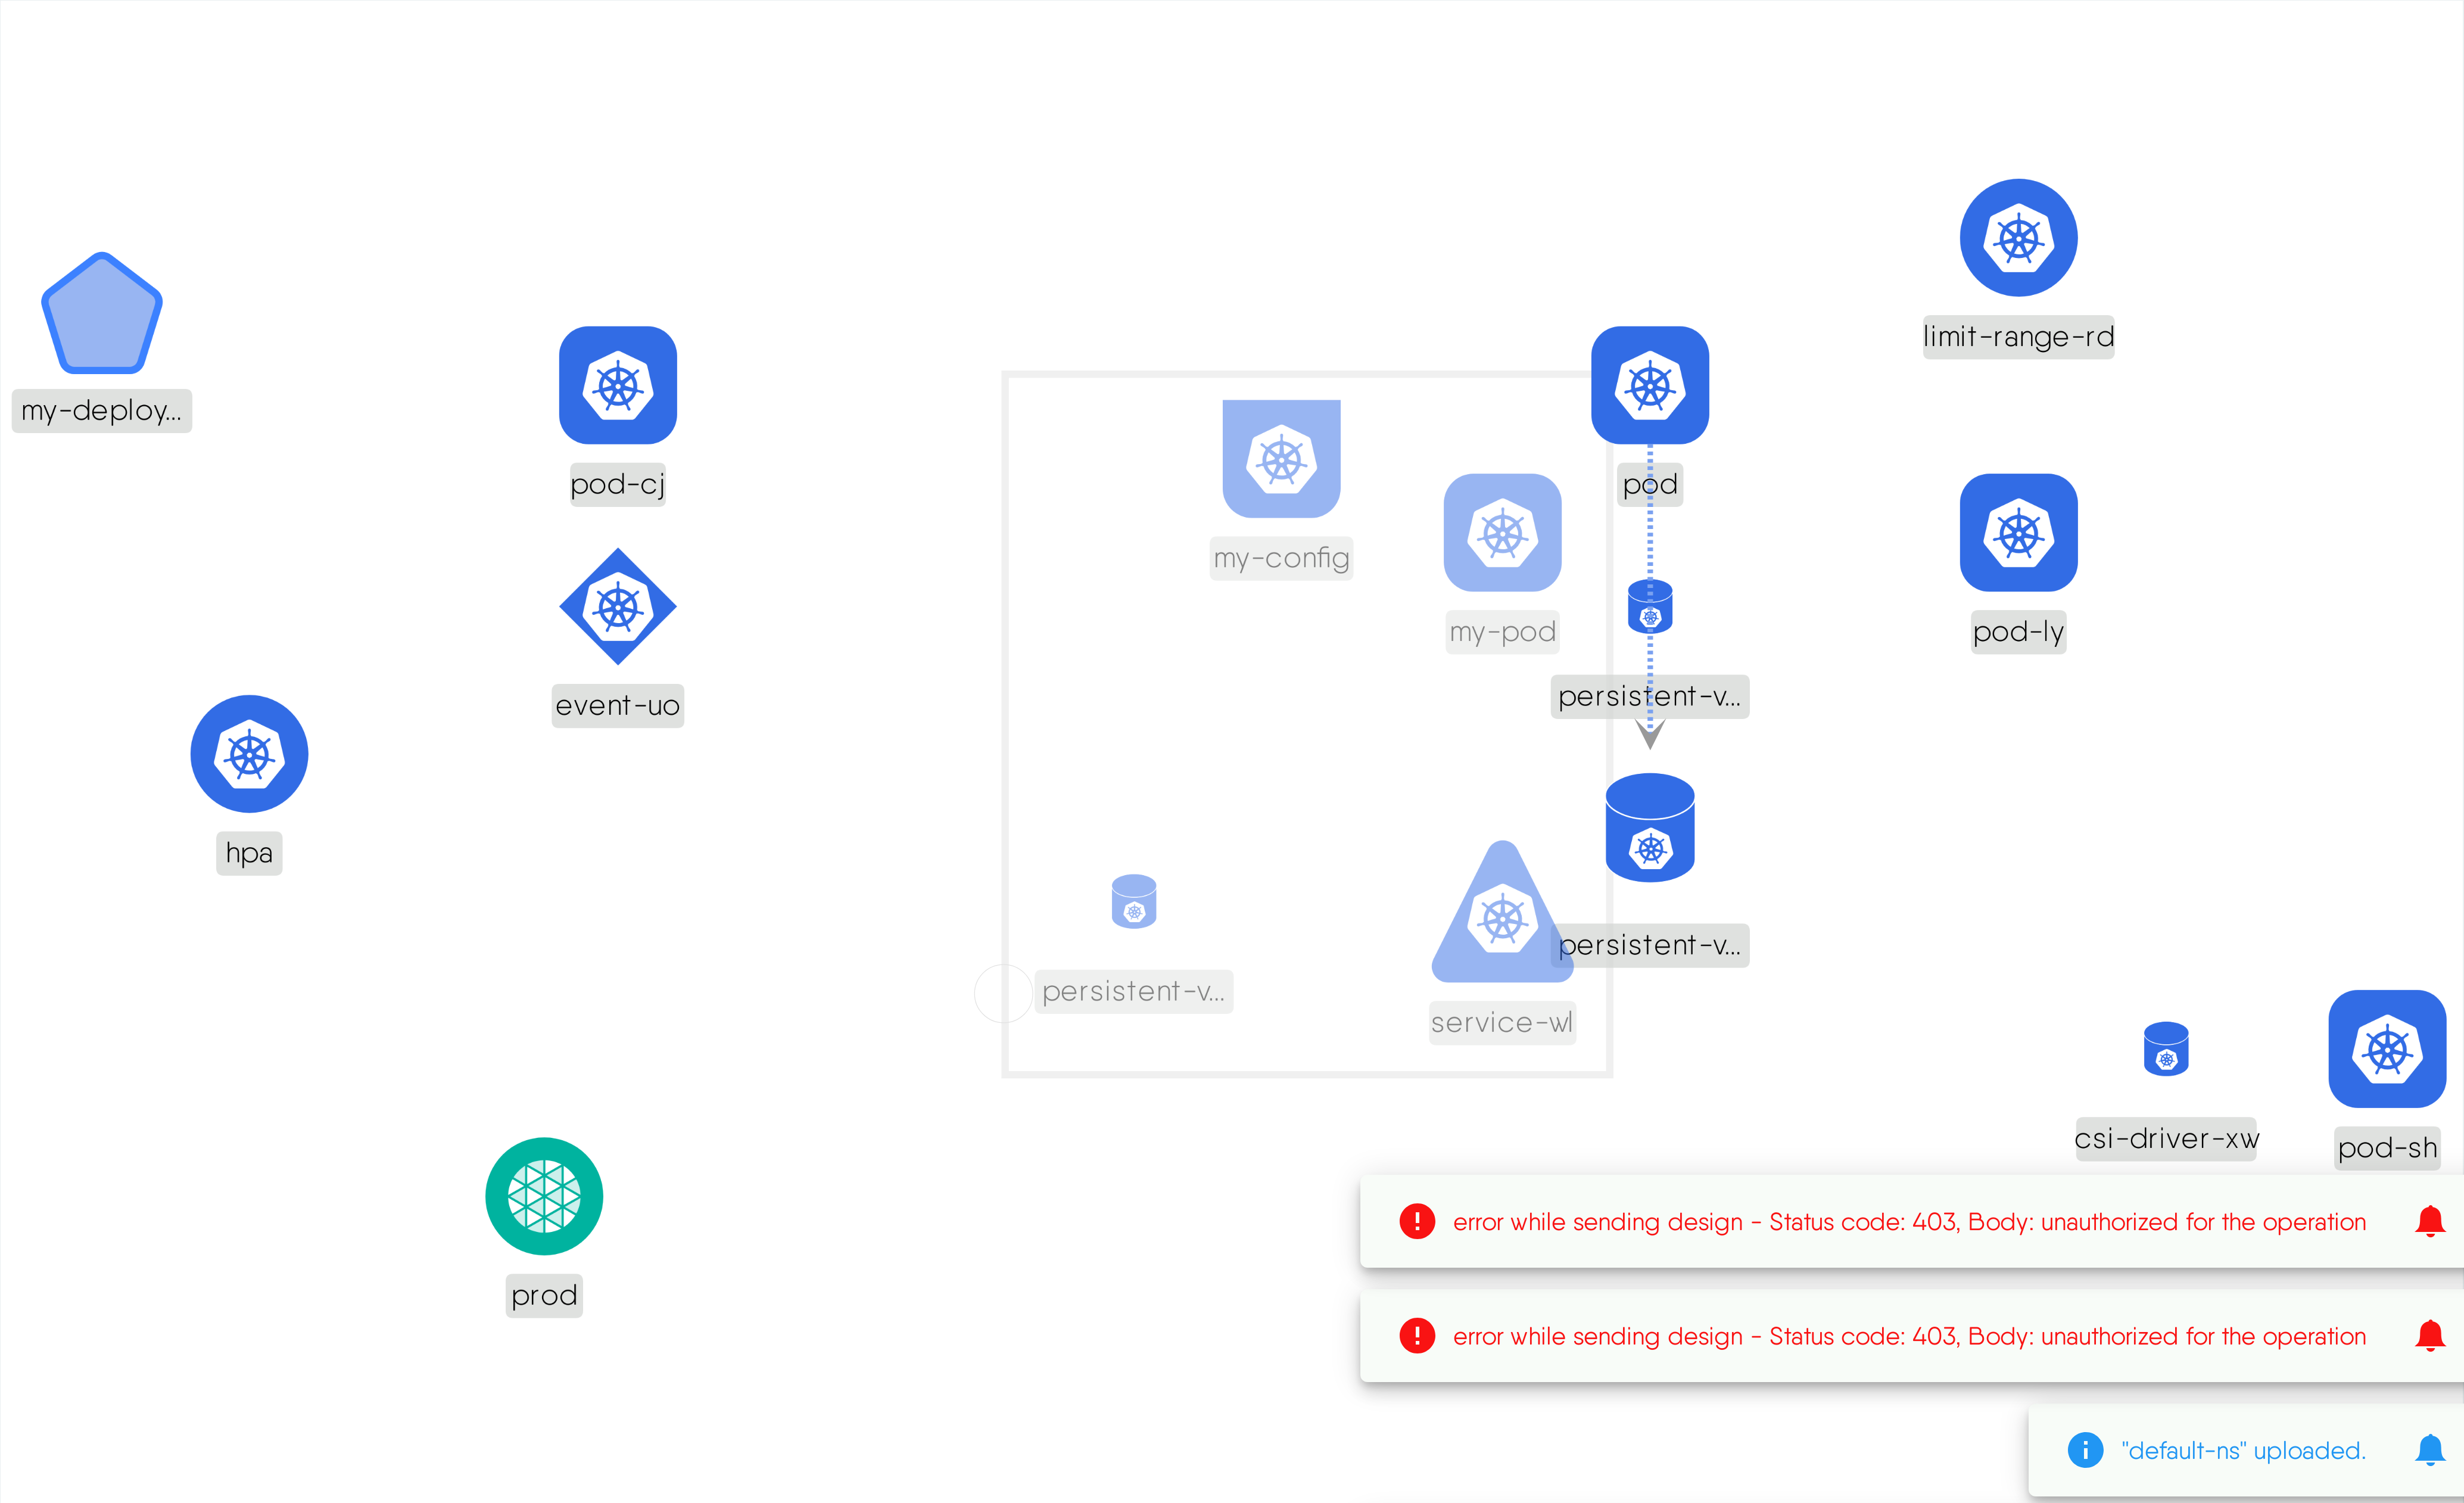 limit-range-rd
my-deploy...
pod-cj
pod
my-config
my-pod
pod-ly
persistent-v...
event-uo
hpa
persistent-v...
persistent-v...
service-wl
csi-driver-xw
pod-sh
error while sending design - Status code: 403, Body: unauthorized for the operation
prod
error while sending design - Status code: 403, Body: unauthorized for the operation
"default-ns" uploaded.